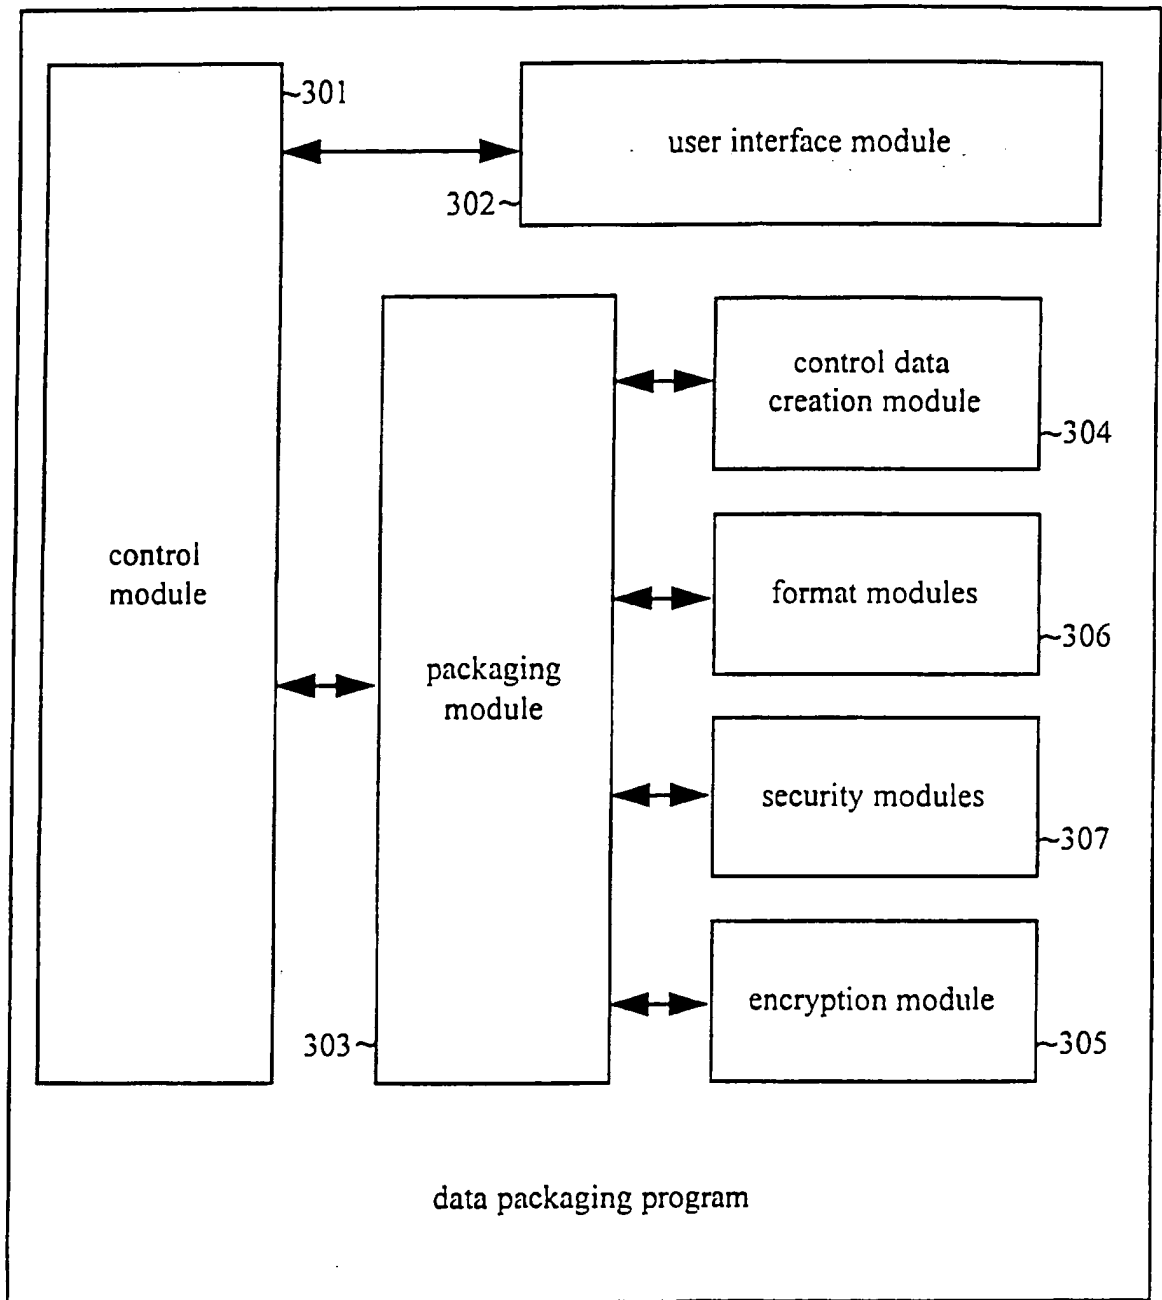 301
user interface module
302
control data
creation module
304
control
module
format modules
306
packaging
module
security modules
307
encryption module
303
305
data packaging program